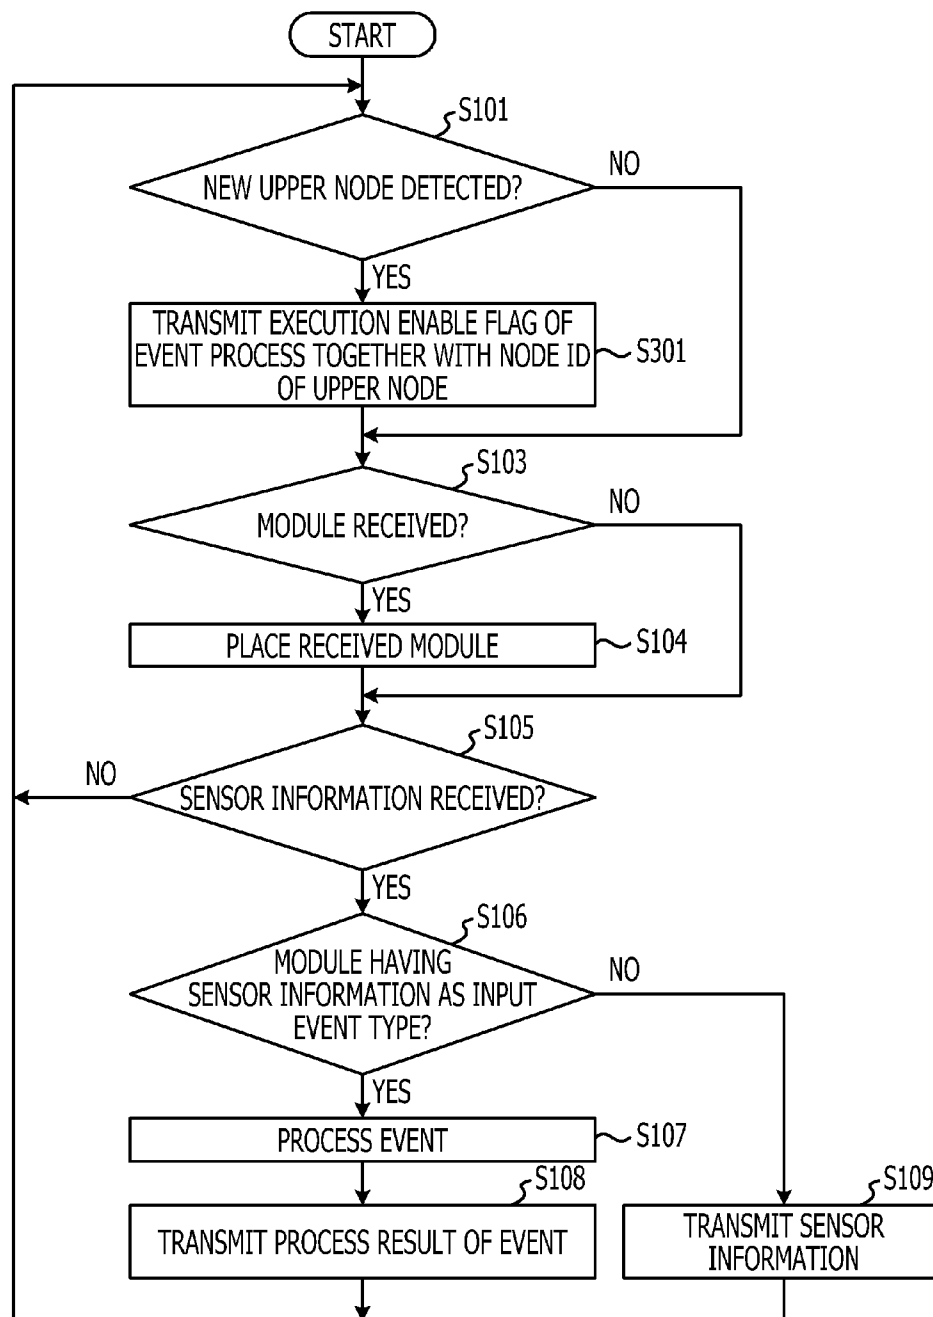 START
S101
NEW UPPER NODE DETECTED?
NO
YES
TRANSMIT EXECUTION ENABLE FLAG OF
EVENT PROCESS TOGETHER WITH NODE ID
OF UPPER NODE
S301
S103
MODULE RECEIVED?
NO
YES
PLACE RECEIVED MODULE
S104
S105
NO
SENSOR INFORMATION RECEIVED?
YES
S106
MODULE HAVING
SENSOR INFORMATION AS INPUT
EVENT TYPE?
NO
YES
PROCESS EVENT
S107
S108
TRANSMIT PROCESS RESULT OF EVENT
S109
TRANSMIT SENSOR
INFORMATION